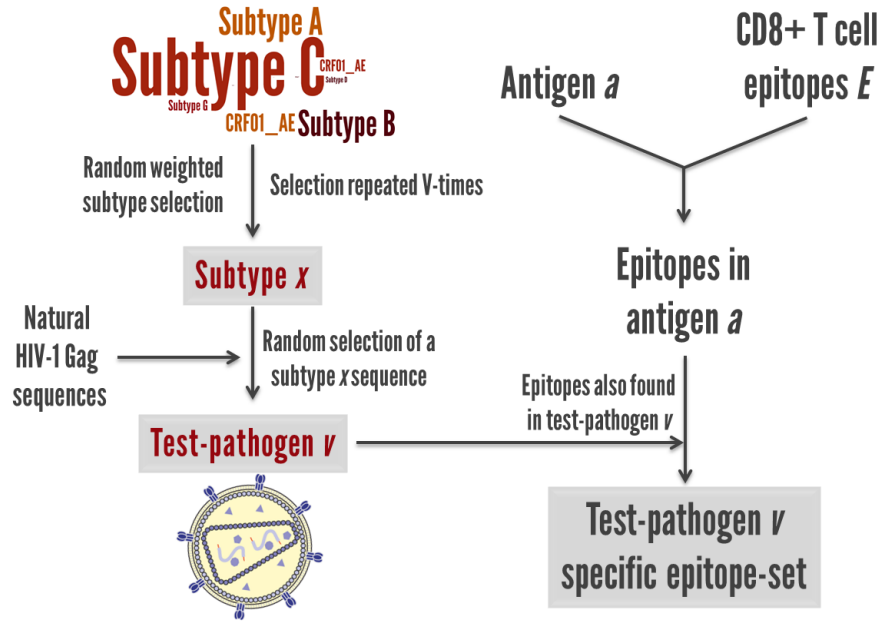 Subtype A
Subtype C
CRF01_AE
Subtype D
Subtype G
CRF01_AE
Subtype B
Random weighted
subtype selection
Selection repeated V-times
Subtype x
Natural
HIV-1 Gag
sequences
Random selection of a
subtype x sequence
Test-pathogen v
Antigen a
CD8+ T cell
epitopes E
Epitopes in
antigen a
Epitopes also found
in test-pathogen v
Test-pathogen v
specific epitope-set